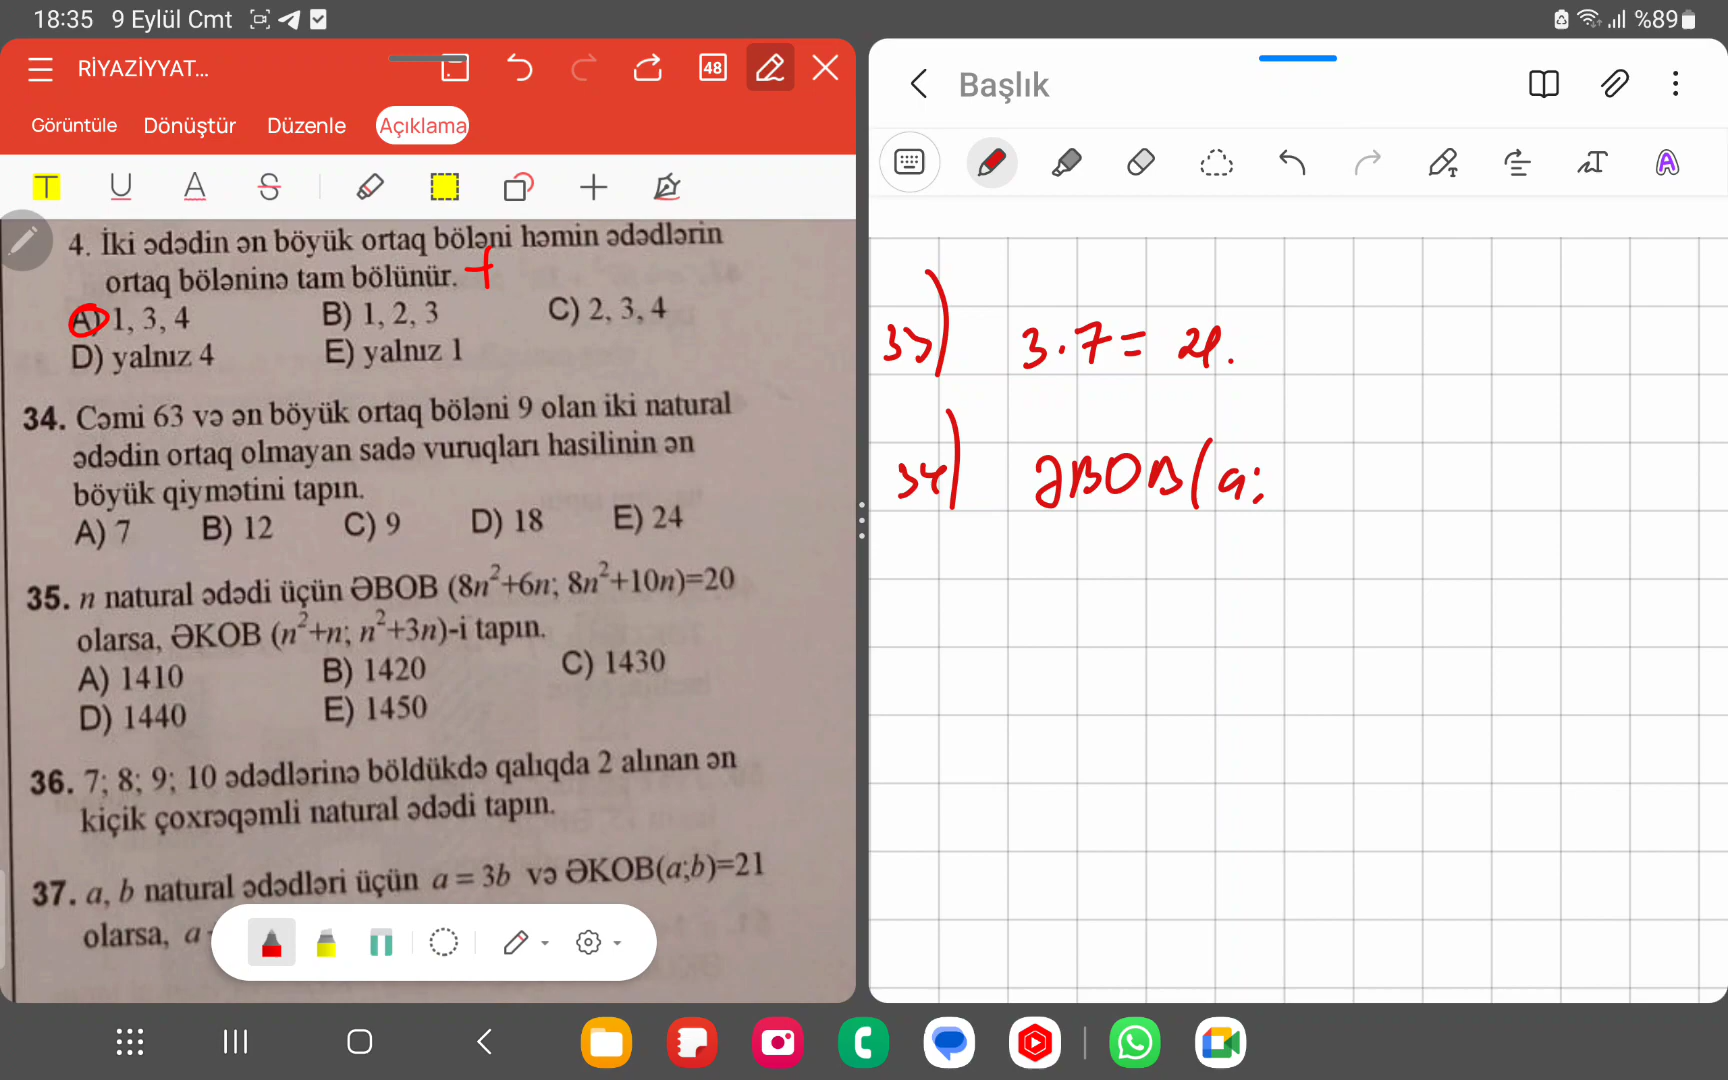 18:35 9 Eylül Cmt %89
RİYAZİYYAT... 48
Görüntüle Dönüştür Düzenle Açıklama
4. İki ədədin ən böyük ortaq böləni həmin ədədlərin
ortaq böləninə tam bölünür. +
A) 1, 3, 4 B) 1, 2, 3 C) 2, 3, 4
D) yalnız 4 E) yalnız 1
34. Cəmi 63 və ən böyük ortaq böləni 9 olan iki natural
ədədin ortaq olmayan sadə vuruqları hasilinin ən
böyük qiymətini tapın.
A) 7 B) 12 C) 9 D) 18 E) 24
35. n natural ədədi üçün ƏBOB (8n²+6n; 8n²+10n)=20
olarsa, ƏKOB (n²+n; n²+3n)-i tapın.
A) 1410 B) 1420 C) 1430
D) 1440 E) 1450
36. 7; 8; 9; 10 ədədlərinə böldükdə qalıqda 2 alınan ən
kiçik çoxrəqəmli natural ədədi tapın.
37. a, b natural ədədləri üçün a = 3b və ƏKOB(a;b)=21
olarsa, a
Başlık
33) 3·7= 21.
34) ƏBOB(a;